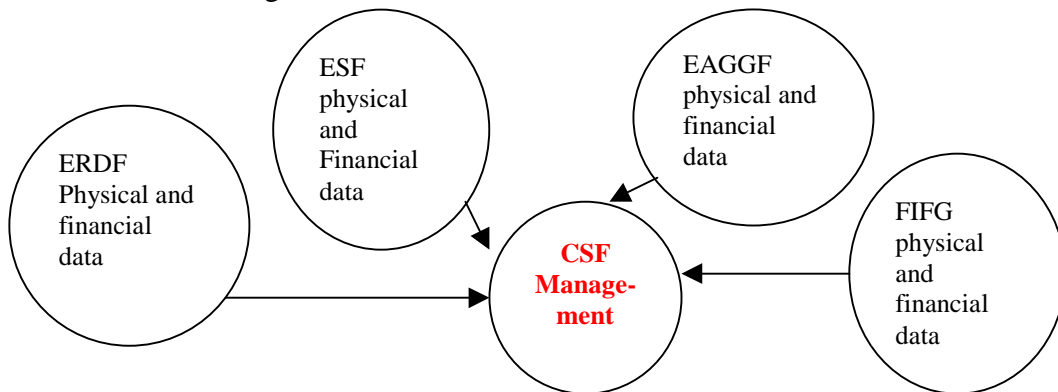 ESF
physical
and
Financial
data
EAGGF
physical and
financial
data
ERDF
Physical and
financial
data
FIFG
physical
and
financial
data
CSF
Manage-
ment